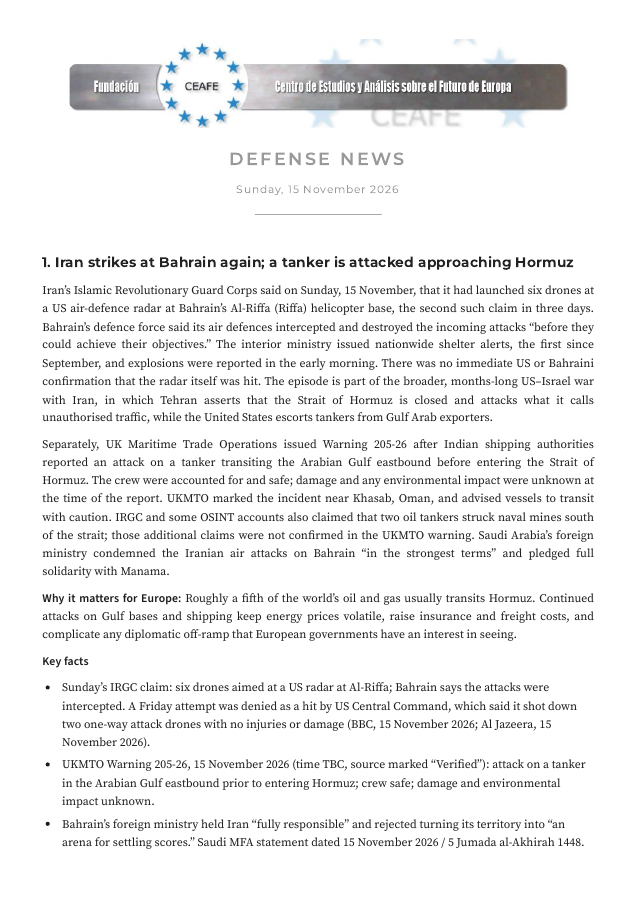 Fundación
CEAFE
Centro de Estudios y Análisis sobre el Futuro de Europa
CEAFE
DEFENSE NEWS
Sunday, 15 November 2026
1. Iran strikes at Bahrain again; a tanker is attacked approaching Hormuz
Iran’s Islamic Revolutionary Guard Corps said on Sunday, 15 November, that it had launched six drones at
a US air-defence radar at Bahrain’s Al-Riffa (Riffa) helicopter base, the second such claim in three days.
Bahrain’s defence force said its air defences intercepted and destroyed the incoming attacks “before they
could achieve their objectives.” The interior ministry issued nationwide shelter alerts, the first since
September, and explosions were reported in the early morning. There was no immediate US or Bahraini
confirmation that the radar itself was hit. The episode is part of the broader, months-long US–Israel war
with Iran, in which Tehran asserts that the Strait of Hormuz is closed and attacks what it calls
unauthorised traffic, while the United States escorts tankers from Gulf Arab exporters.
Separately, UK Maritime Trade Operations issued Warning 205-26 after Indian shipping authorities
reported an attack on a tanker transiting the Arabian Gulf eastbound before entering the Strait of
Hormuz. The crew were accounted for and safe; damage and any environmental impact were unknown at
the time of the report. UKMTO marked the incident near Khasab, Oman, and advised vessels to transit
with caution. IRGC and some OSINT accounts also claimed that two oil tankers struck naval mines south
of the strait; those additional claims were not confirmed in the UKMTO warning. Saudi Arabia’s foreign
ministry condemned the Iranian air attacks on Bahrain “in the strongest terms” and pledged full
solidarity with Manama.
Why it matters for Europe: Roughly a fifth of the world’s oil and gas usually transits Hormuz. Continued
attacks on Gulf bases and shipping keep energy prices volatile, raise insurance and freight costs, and
complicate any diplomatic off-ramp that European governments have an interest in seeing.
Key facts
• Sunday’s IRGC claim: six drones aimed at a US radar at Al-Riffa; Bahrain says the attacks were
intercepted. A Friday attempt was denied as a hit by US Central Command, which said it shot down
two one-way attack drones with no injuries or damage (BBC, 15 November 2026; Al Jazeera, 15
November 2026).
• UKMTO Warning 205-26, 15 November 2026 (time TBC, source marked “Verified”): attack on a tanker
in the Arabian Gulf eastbound prior to entering Hormuz; crew safe; damage and environmental
impact unknown.
• Bahrain’s foreign ministry held Iran “fully responsible” and rejected turning its territory into “an
arena for settling scores.” Saudi MFA statement dated 15 November 2026 / 5 Jumada al-Akhirah 1448.